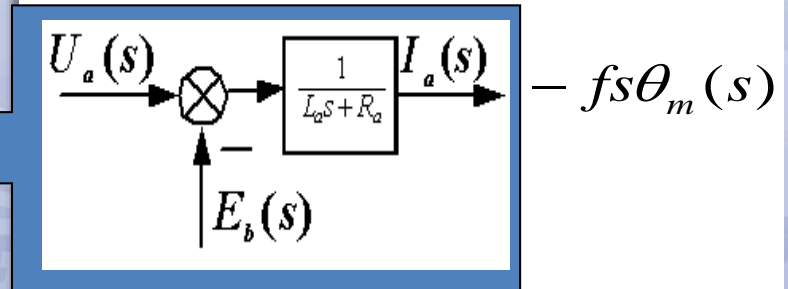 U_a(s)
−
1
L_a s + R_a
I_a(s)
− fsθ_m(s)
E_b(s)